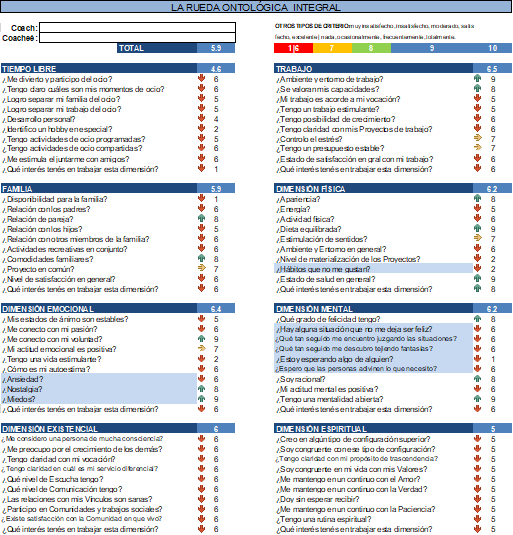 LA RUEDA ONTOLÓGICA INTEGRAL
Coach:
Coacheé:
OTROS TIPOS DE CRITERIO: muy insatisfecho, insatisfecho, moderado, satis
fecho, excelente | nada, ocasionalmente, frecuentemente, totalmente.
TOTAL 5.9
1|6 7 8 9 10
TIEMPO LIBRE 4.6
¿Me divierto y participo del ocio? 6
¿Tengo claro cuáles son mis momentos de ocio? 6
¿Logro separar mi familia del ocio? 5
¿Logro separar mi trabajo del ocio? 5
¿Desarrollo personal? 4
¿Identifico un hobby en especial? 2
¿Tengo actividades de ocio programadas? 5
¿Tengo actividades de ocio compartidas? 6
¿Me estimula el juntarme con amigos? 6
¿Qué interés tenés en trabajar esta dimensión? 1
TRABAJO 6.5
¿Ambiente y entorno de trabajo? 9
¿Se valoran mis capacidades? 8
¿Mi trabajo es acorde a mi vocación? 5
¿Tengo un trabajo estimulante? 5
¿Tengo posibilidad de crecimiento? 6
¿Tengo claridad con mis Proyectos de trabajo? 6
¿Controlo el estrés? 7
¿Tengo un presupuesto estable? 7
¿Estado de satisfacción en gral con mi trabajo? 6
¿Qué interés tenés en trabajar esta dimensión? 6
FAMILIA 5.9
¿Disponibilidad para la familia? 1
¿Relación con los padres? 6
¿Relación de pareja? 8
¿Relación con los hijos? 5
¿Relación con otros miembros de la familia? 6
¿Actividades recreativas en conjunto? 6
¿Comodidades familiares? 8
¿Proyecto en común? 7
¿Nivel de satisfacción en general? 6
¿Qué interés tenés en trabajar esta dimensión? 6
DIMENSIÓN FÍSICA 6.2
¿Apariencia? 8
¿Energía? 5
¿Actividad física? 6
¿Dieta equilibrada? 9
¿Estimulación de sentidos? 7
¿Ambiente y Entorno en general? 6
¿Nivel de materialización de los Proyectos? 2
¿Hábitos que no me gustan? 2
¿Estado de salud en general? 9
¿Qué interés tenés en trabajar esta dimensión? 8
DIMENSIÓN EMOCIONAL 6.4
¿Mis estados de ánimo son estables? 5
¿Me conecto con mi pasión? 6
¿Me conecto con mi voluntad? 9
¿Mi actitud emocional es positiva? 7
¿Tengo una vida estimulante? 2
¿Cómo es mi autoestima? 6
¿Ansiedad? 6
¿Nostalgia? 8
¿Miedos? 9
¿Qué interés tenés en trabajar esta dimensión? 6
DIMENSIÓN MENTAL 6.2
¿Qué grado de felicidad tengo? 8
¿Hay alguna situación que no me deja ser feliz? 6
¿Qué tan seguido me encuentro juzgando las situaciones? 6
¿Qué tan seguido me descubro tejiendo fantasías? 6
¿Estoy esperando algo de alguien? 1
¿Espero que las personas adivinen lo que necesito? 6
¿Soy racional? 8
¿Mi actitud mental es positiva? 6
¿Tengo una mentalidad abierta? 9
¿Qué interés tenés en trabajar esta dimensión? 6
DIMENSIÓN EXISTENCIAL 6
¿Me considero una persona de mucha consciencia? 6
¿Me preocupo por el crecimiento de los demás? 6
¿Tengo claridad con mi vocación? 6
¿Tengo claridad en cuál es mi servicio diferencial? 6
¿Qué nivel de Escucha tengo? 6
¿Qué nivel de Comunicación tengo? 6
¿Las relaciones con mis Vínculos son sanas? 6
¿Participo en Comunidades y trabajos sociales? 6
¿Existe satisfacción con la Comunidad en que vivo? 6
¿Qué interés tenés en trabajar esta dimensión? 6
DIMENSIÓN ESPIRITUAL 5
¿Creo en algún tipo de configuración superior? 5
¿Soy congruente con ese tipo de configuración? 5
¿Tengo claridad con mi propósito de trascendencia? 5
¿Soy congruente en mi vida con mis Valores? 5
¿Me mantengo en un continuo con el Amor? 5
¿Me mantengo en un continuo con la Verdad? 5
¿Doy sin esperar recibir? 5
¿Me mantengo en un continuo con la Paciencia? 5
¿Tengo una rutina espiritual? 5
¿Qué interés tenés en trabajar esta dimensión? 5